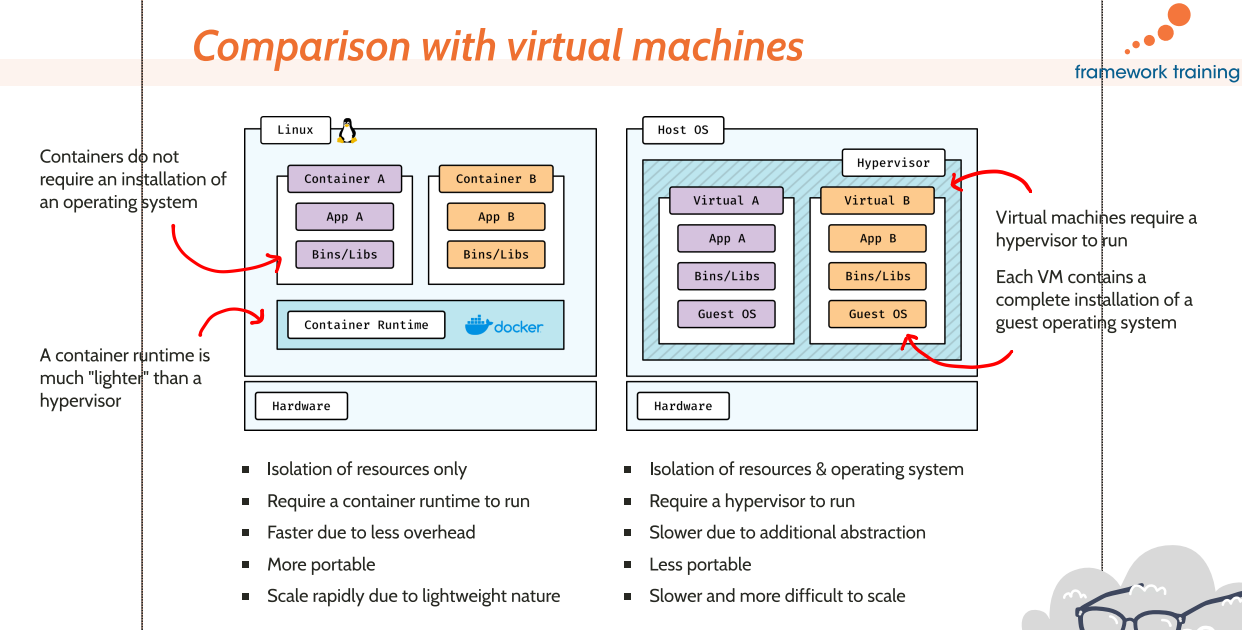 Comparison with virtual machines
framework training
Containers do not
require an installation of
an operating system
A container runtime is
much "lighter" than a
hypervisor
Linux
Container A
App A
Bins/Libs
Container B
App B
Bins/Libs
Container Runtime
docker
Hardware
Host OS
Hypervisor
Virtual A
App A
Bins/Libs
Guest OS
Virtual B
App B
Bins/Libs
Guest OS
Hardware
Virtual machines require a
hypervisor to run
Each VM contains a
complete installation of a
guest operating system
Isolation of resources only
Require a container runtime to run
Faster due to less overhead
More portable
Scale rapidly due to lightweight nature
Isolation of resources & operating system
Require a hypervisor to run
Slower due to additional abstraction
Less portable
Slower and more difficult to scale